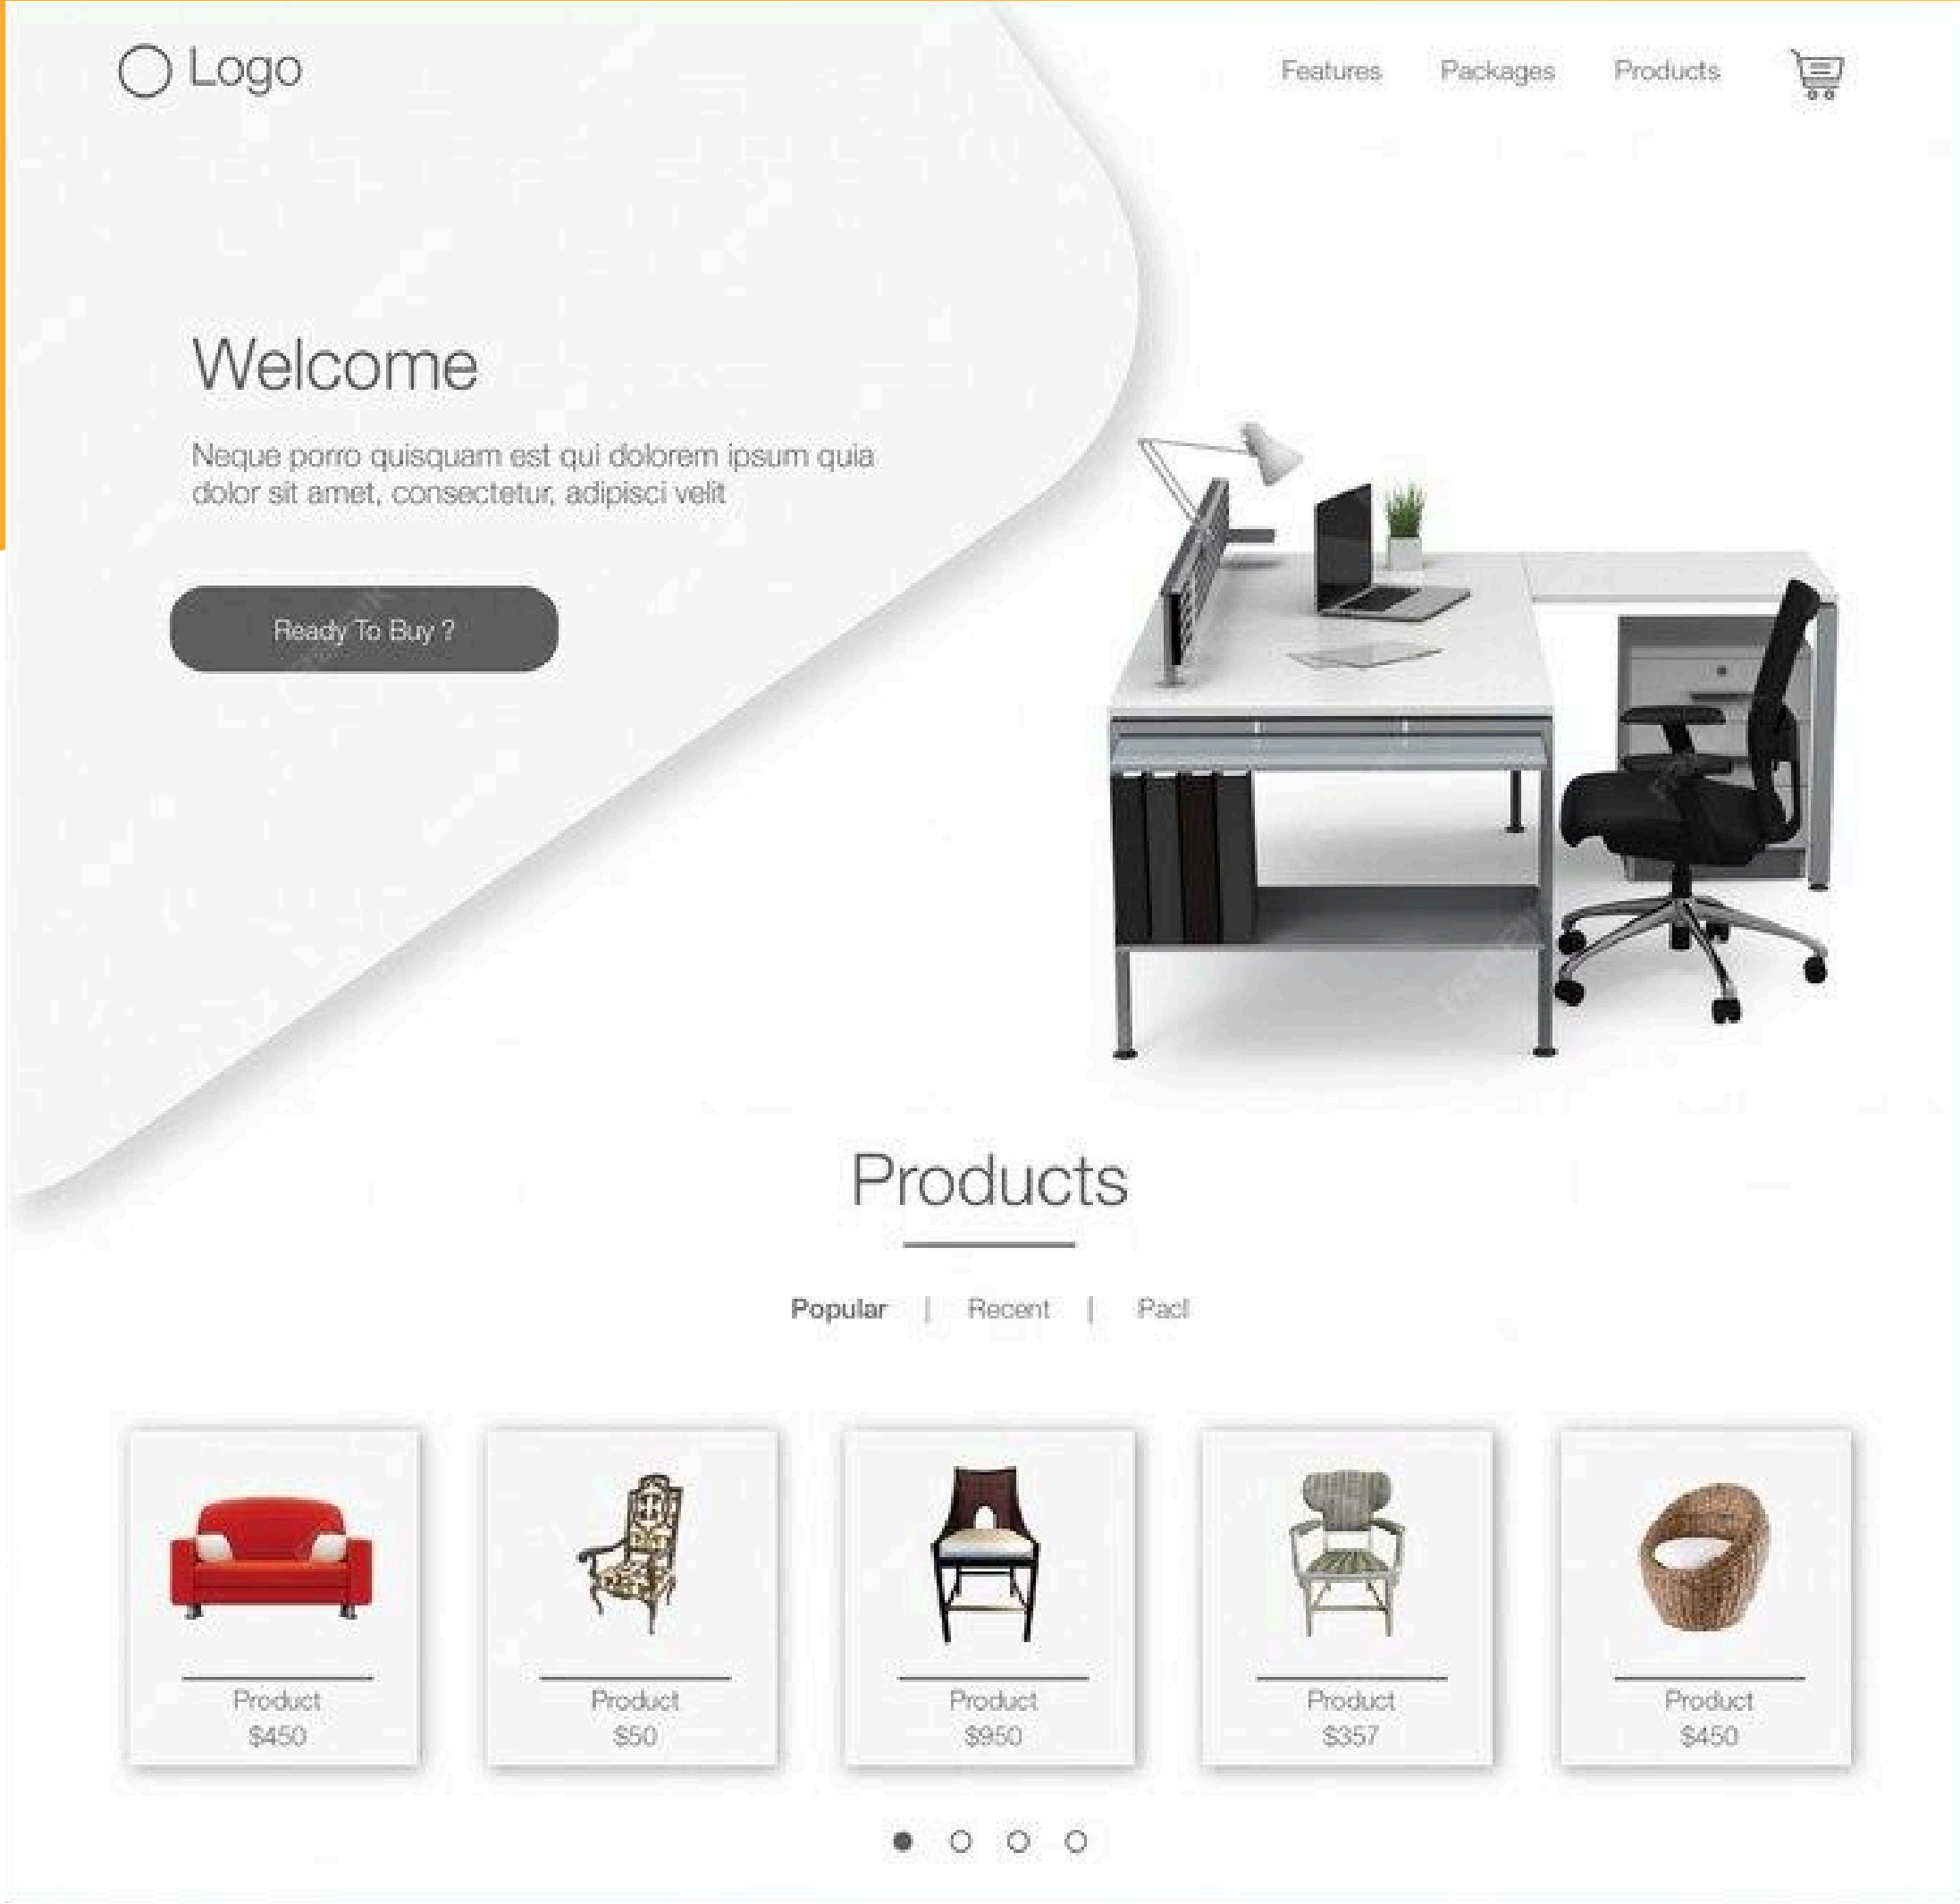 Logo
Features Packages Products
Welcome
Neque porro quisquam est qui dolorem ipsum quia
dolor sit amet, consectetur, adipisci velit
Ready To Buy ?
Products
Popular | Recent | Pacl
Product Product Product Product Product
$450 $50 $950 $357 $450